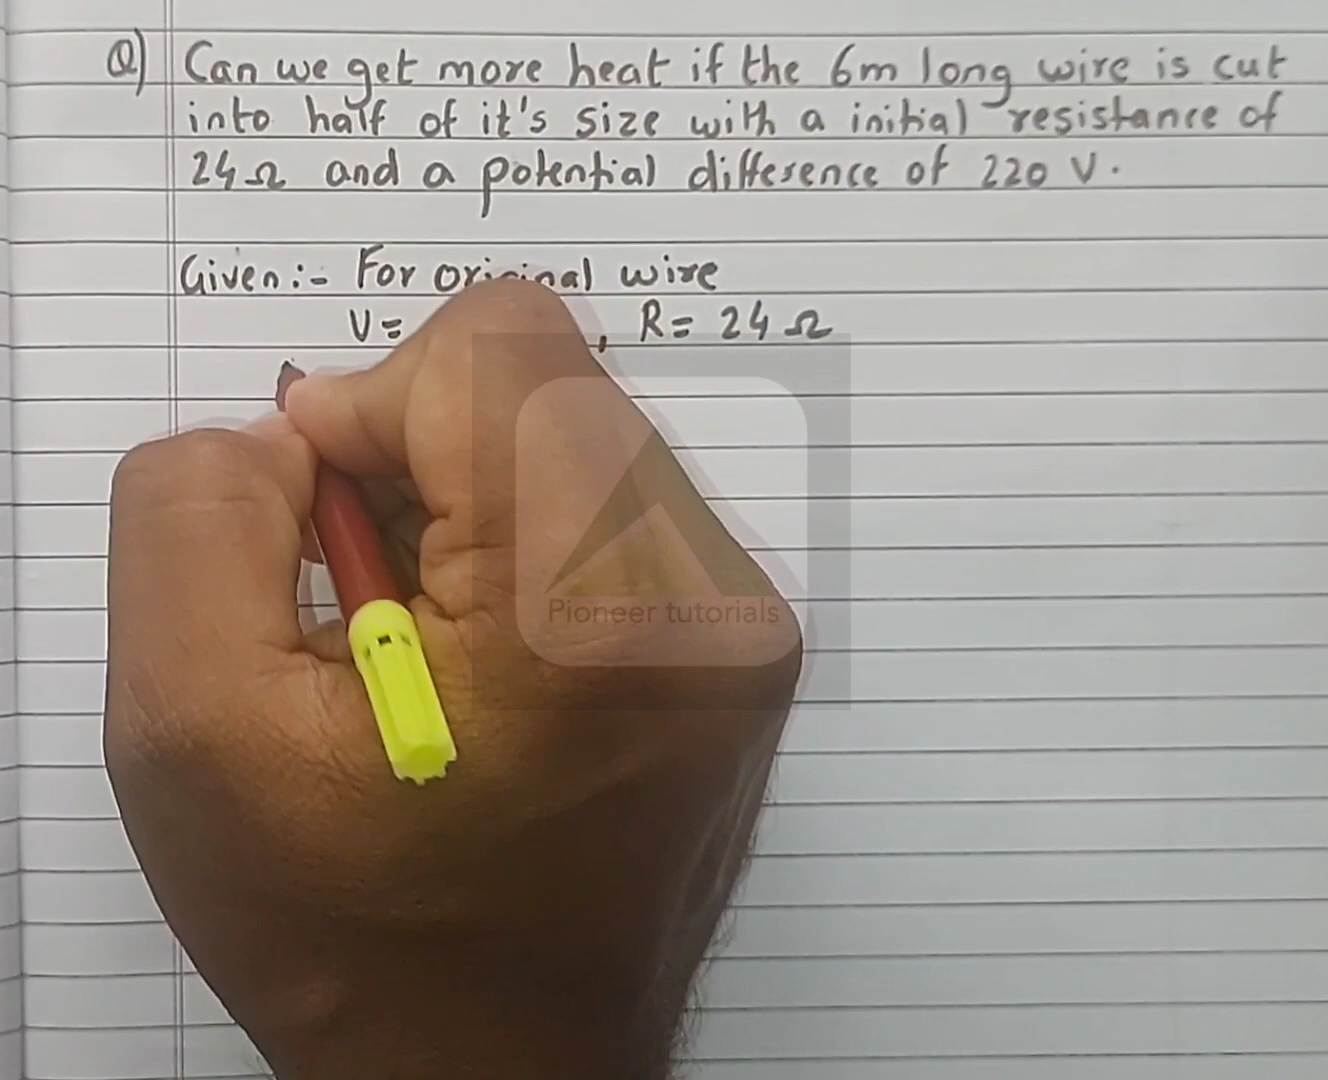 Q) Can we get more heat if the 6m long wire is cut
into half of it's size with a initial resistance of
24Ω and a potential difference of 220 V.
Given:- For original wire
V= , R= 24 Ω
Pioneer tutorials